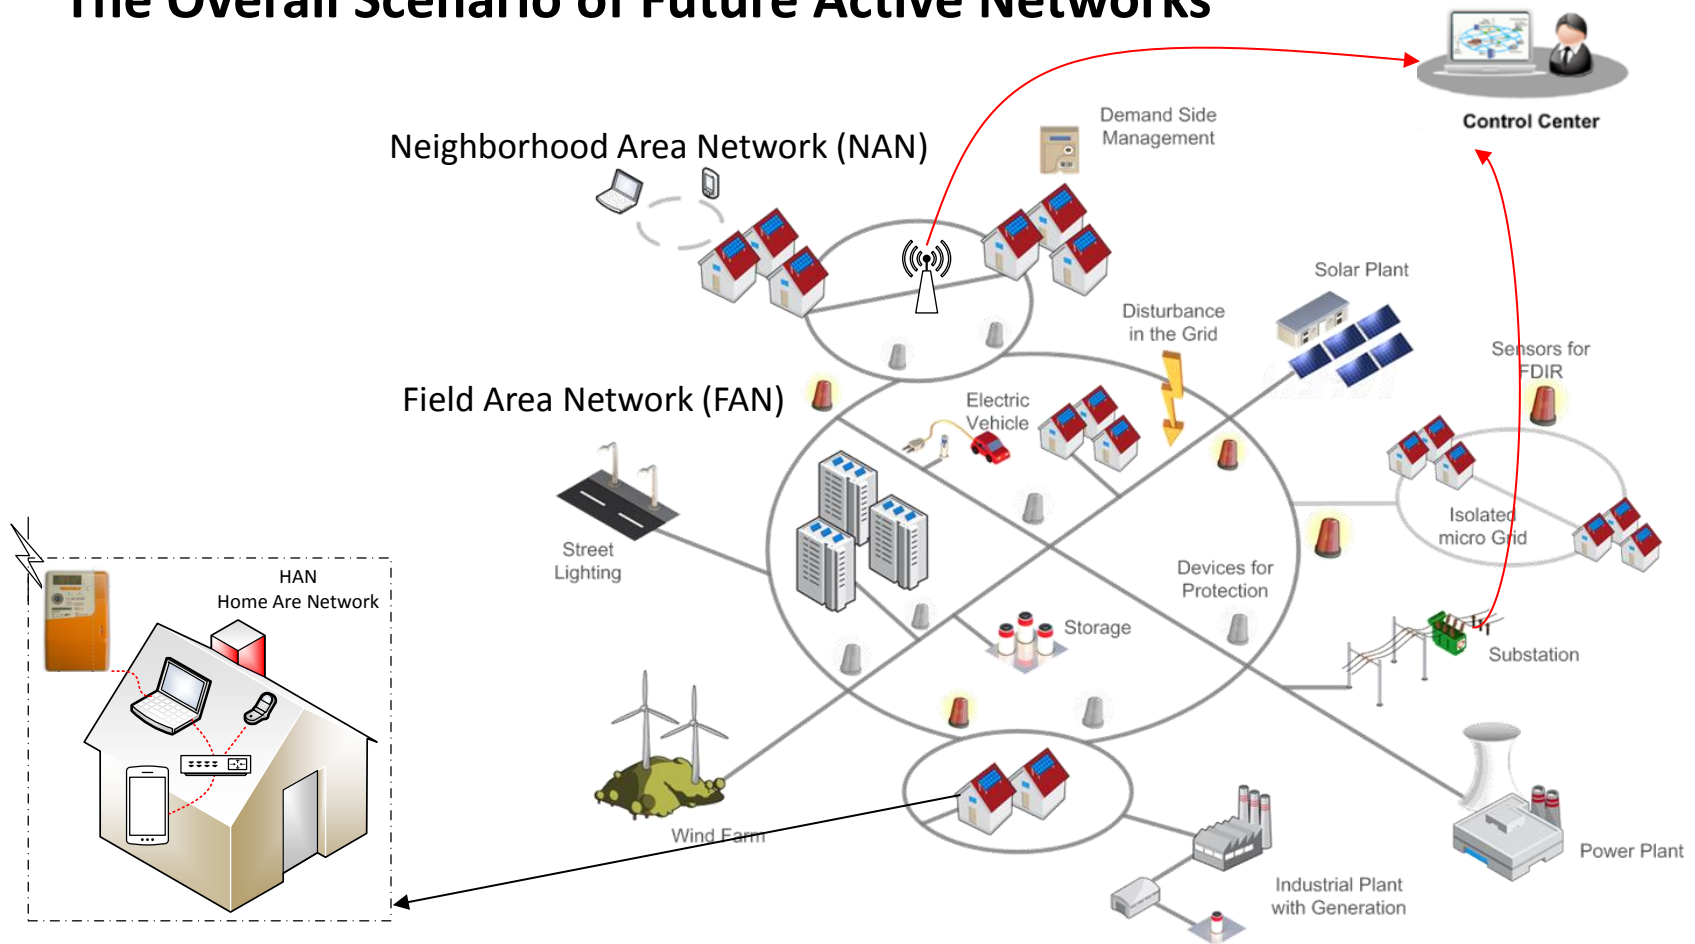 The Overall Scenario of Future Active Networks
Control Center
Demand Side
Management
Neighborhood Area Network (NAN)
Solar Plant
Disturbance
in the Grid
Sensors for
FDIR
Field Area Network (FAN)
Electric
Vehicle
Isolated
micro Grid
Street
Lighting
Devices for
Protection
HAN
Home Are Network
Storage
Substation
Wind Farm
Power Plant
Industrial Plant
with Generation